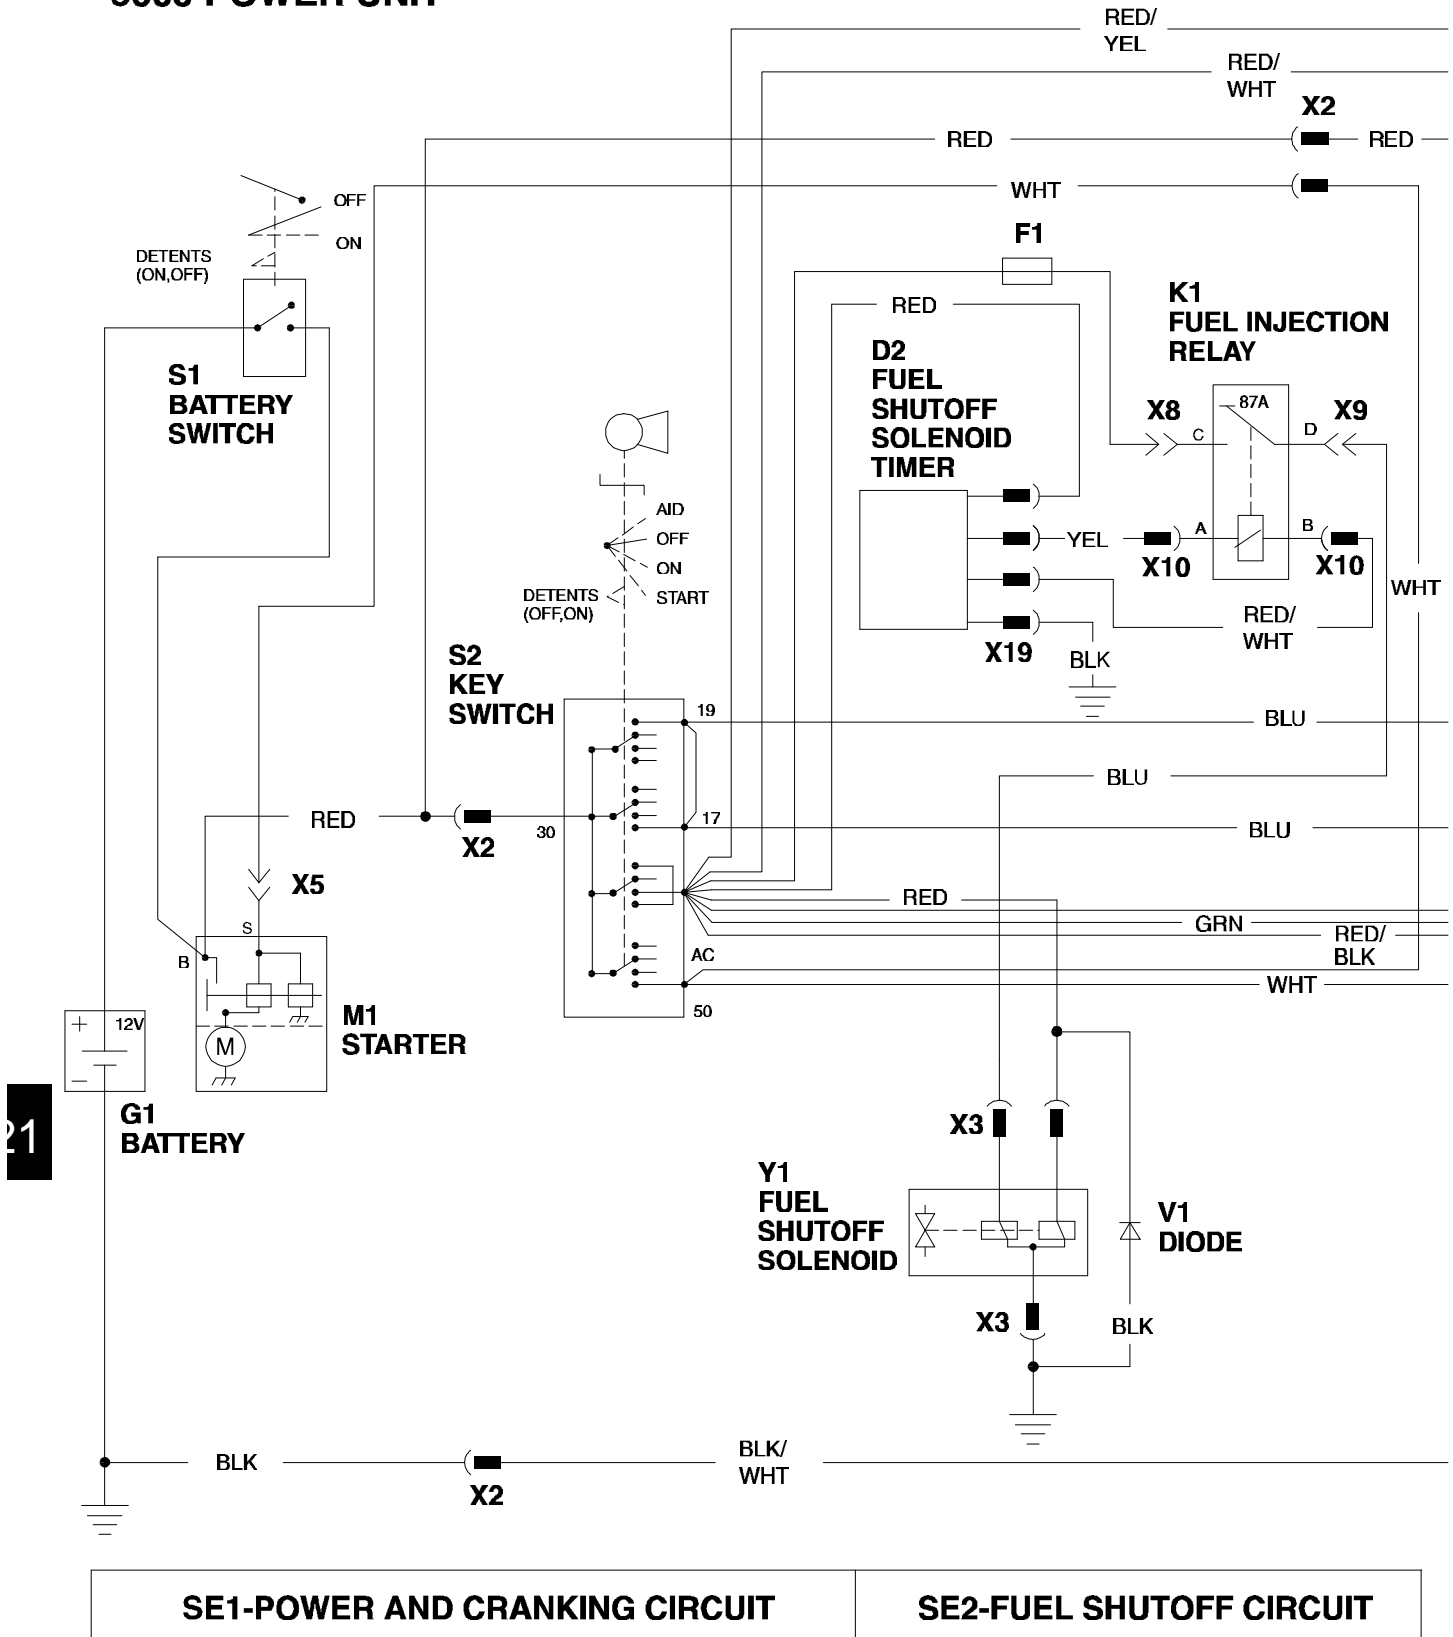 POWER UNIT
RED/
YEL
RED/
WHT
X2
RED
RED
WHT
OFF
ON
DETENTS
(ON,OFF)
F1
K1
FUEL INJECTION
RELAY
RED
D2
FUEL
SHUTOFF
SOLENOID
TIMER
S1
BATTERY
SWITCH
87A
X8
C
D
X9
AID
OFF
ON
START
DETENTS
(OFF,ON)
YEL
A
B
X10
X10
WHT
RED/
WHT
X19
BLK
S2
KEY
SWITCH
19
BLU
BLU
RED
X2
30
17
BLU
X5
RED
S
GRN
RED/
BLK
B
AC
WHT
50
+
12V
M
M1
STARTER
−
G1
BATTERY
21
X3
Y1
FUEL
SHUTOFF
SOLENOID
V1
DIODE
X3
BLK
BLK
X2
BLK/
WHT
SE1-POWER AND CRANKING CIRCUIT
SE2-FUEL SHUTOFF CIRCUIT